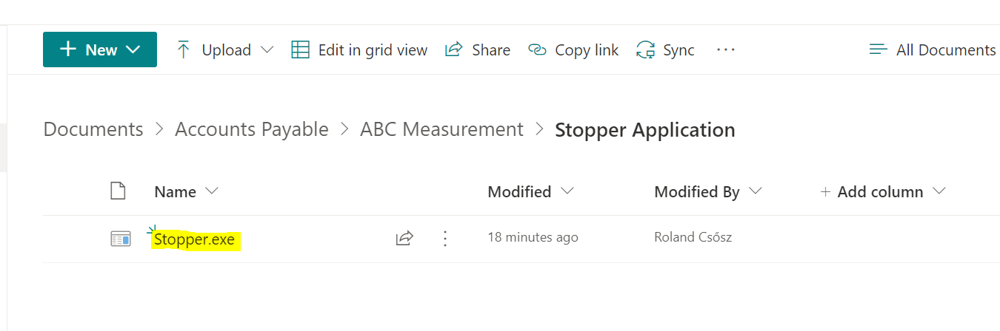 New Upload Edit in grid view Share Copy link Sync ... All Documents
Documents > Accounts Payable > ABC Measurement > Stopper Application
Name Modified Modified By + Add column
Stopper.exe 18 minutes ago Roland Csősz